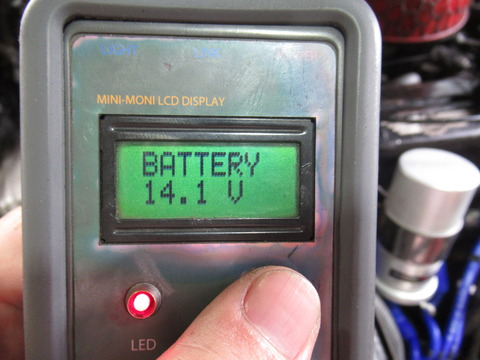 MINI-MONI LCD DISPLAY
BATTERY
14.1 V
LED